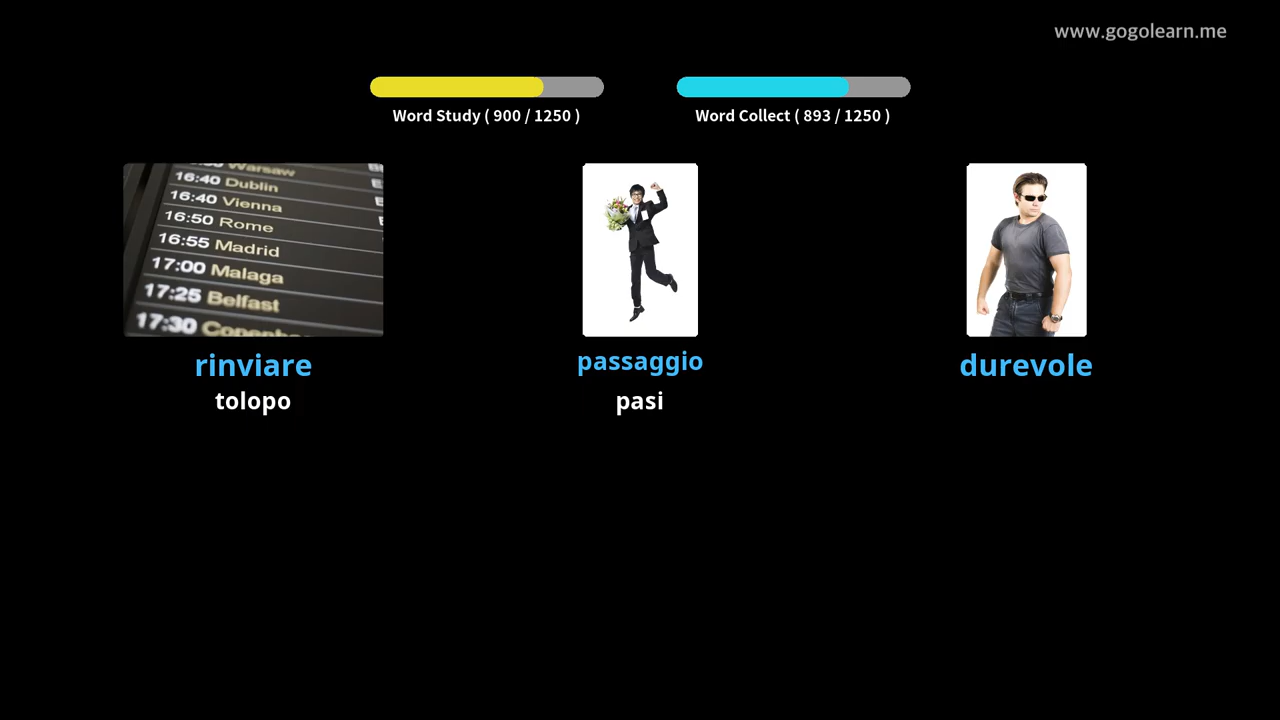 www.gogolearn.me
Word Study ( 900 / 1250 )
Word Collect ( 893 / 1250 )
Warsaw
16:40 Dublin
16:40 Vienna
16:50 Rome
16:55 Madrid
17:00 Malaga
17:25 Belfast
17:30
rinviare
tolopo
passaggio
pasi
durevole